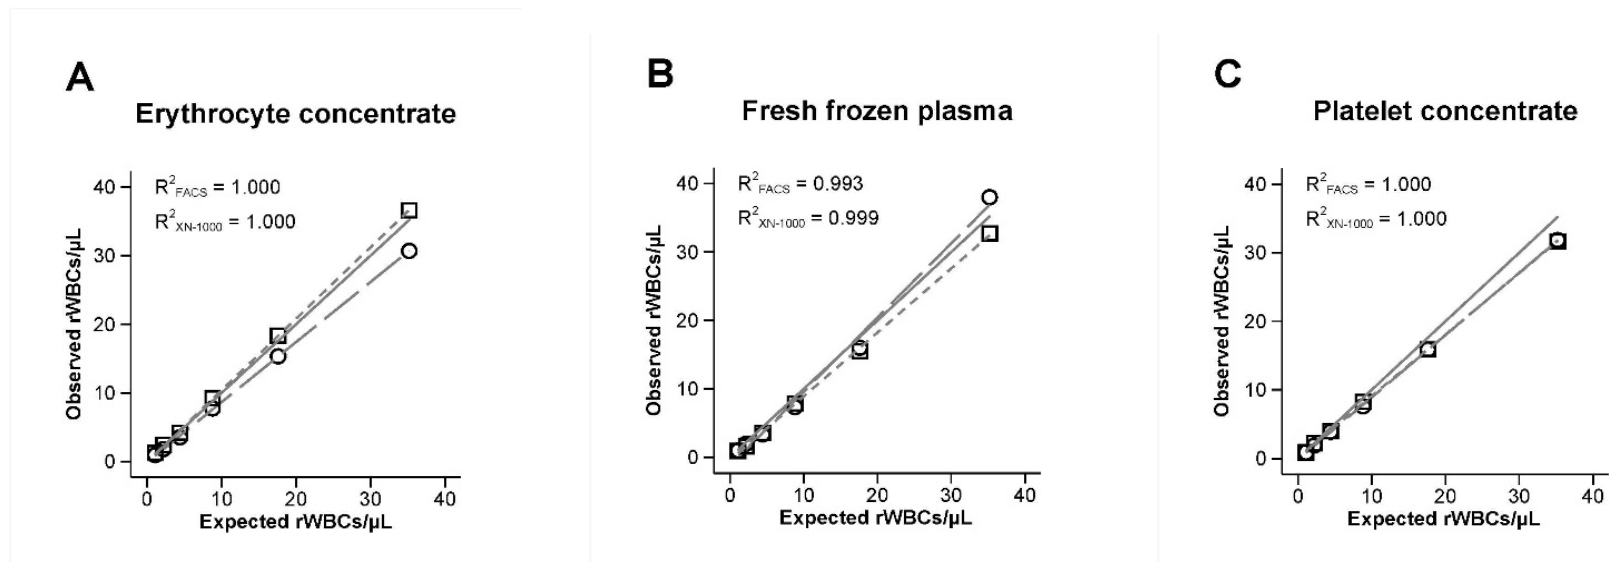 A
Erythrocyte concentrate
R²FACS = 1.000
R²XN-1000 = 1.000
40
30
20
10
0
Observed rWBCs/µL
0 10 20 30 40
Expected rWBCs/µL
B
Fresh frozen plasma
R²FACS = 0.993
R²XN-1000 = 0.999
40
30
20
10
0
Observed rWBCs/µL
0 10 20 30 40
Expected rWBCs/µL
C
Platelet concentrate
R²FACS = 1.000
R²XN-1000 = 1.000
40
30
20
10
0
Observed rWBCs/µL
0 10 20 30 40
Expected rWBCs/µL